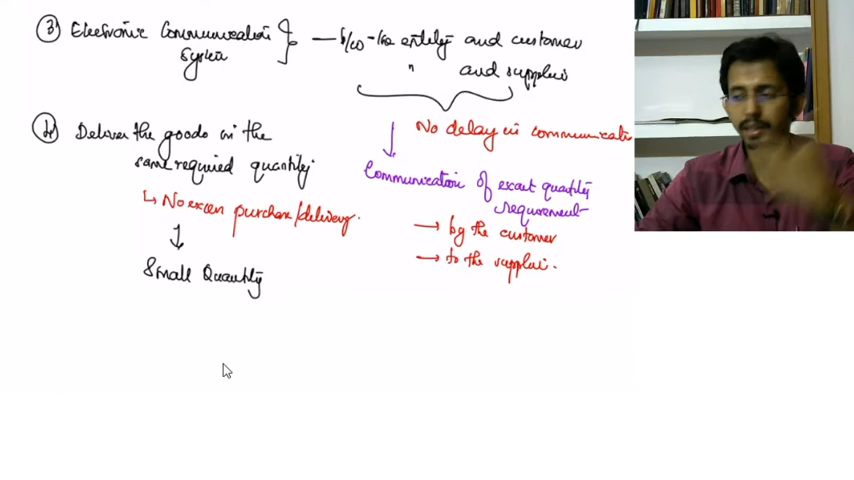 ③ Electronic Communication System } — b/w the entity and customer
" and supplier
No delay in communicatio
↓
Communication of exact quantity requirement
→ by the customer
→ to the supplier.
④ Deliver the goods in the
same required quantity
↳ No excess purchase/delivery.
↓
Small Quantity